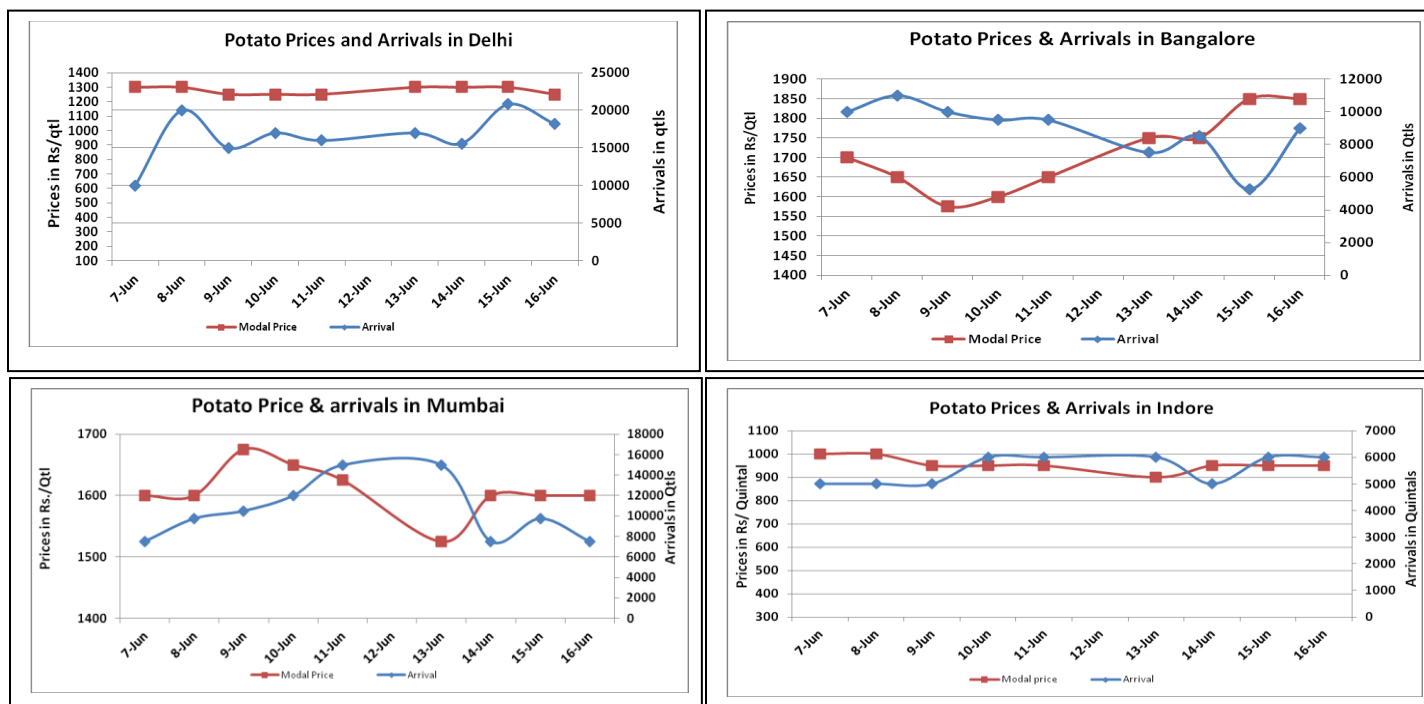 Potato Prices and Arrivals in Delhi
Prices in Rs/Qtl
1400
1300
1200
1100
1000
900
800
700
600
500
400
300
200
100
25000
20000
15000
10000
5000
0
Arrivals in qtls
7-Jun
8-Jun
9-Jun
10-Jun
11-Jun
12-Jun
13-Jun
14-Jun
15-Jun
16-Jun
Modal Price
Arrival
Potato Prices & Arrivals in Bangalore
Prices in Rs/Qtl
1900
1850
1800
1750
1700
1650
1600
1550
1500
1450
1400
12000
10000
8000
6000
4000
2000
0
Arrivals in Qtls
7-Jun
8-Jun
9-Jun
10-Jun
11-Jun
12-Jun
13-Jun
14-Jun
15-Jun
16-Jun
Modal Price
Arrival
Potato Price & arrivals in Mumbai
Prices in Rs./Qtl
1700
1600
1500
1400
18000
16000
14000
12000
10000
8000
6000
4000
2000
0
Arrivals in Qtls
7-Jun
8-Jun
9-Jun
10-Jun
11-Jun
12-Jun
13-Jun
14-Jun
15-Jun
16-Jun
Modal Price
Arrival
Potato Prices & Arrivals in Indore
Prices in Rs/ Quintal
1100
1000
900
800
700
600
500
400
300
7000
6000
5000
4000
3000
2000
1000
0
Arrivals in Quintals
7-Jun
8-Jun
9-Jun
10-Jun
11-Jun
12-Jun
13-Jun
14-Jun
15-Jun
16-Jun
Modal price
Arrival